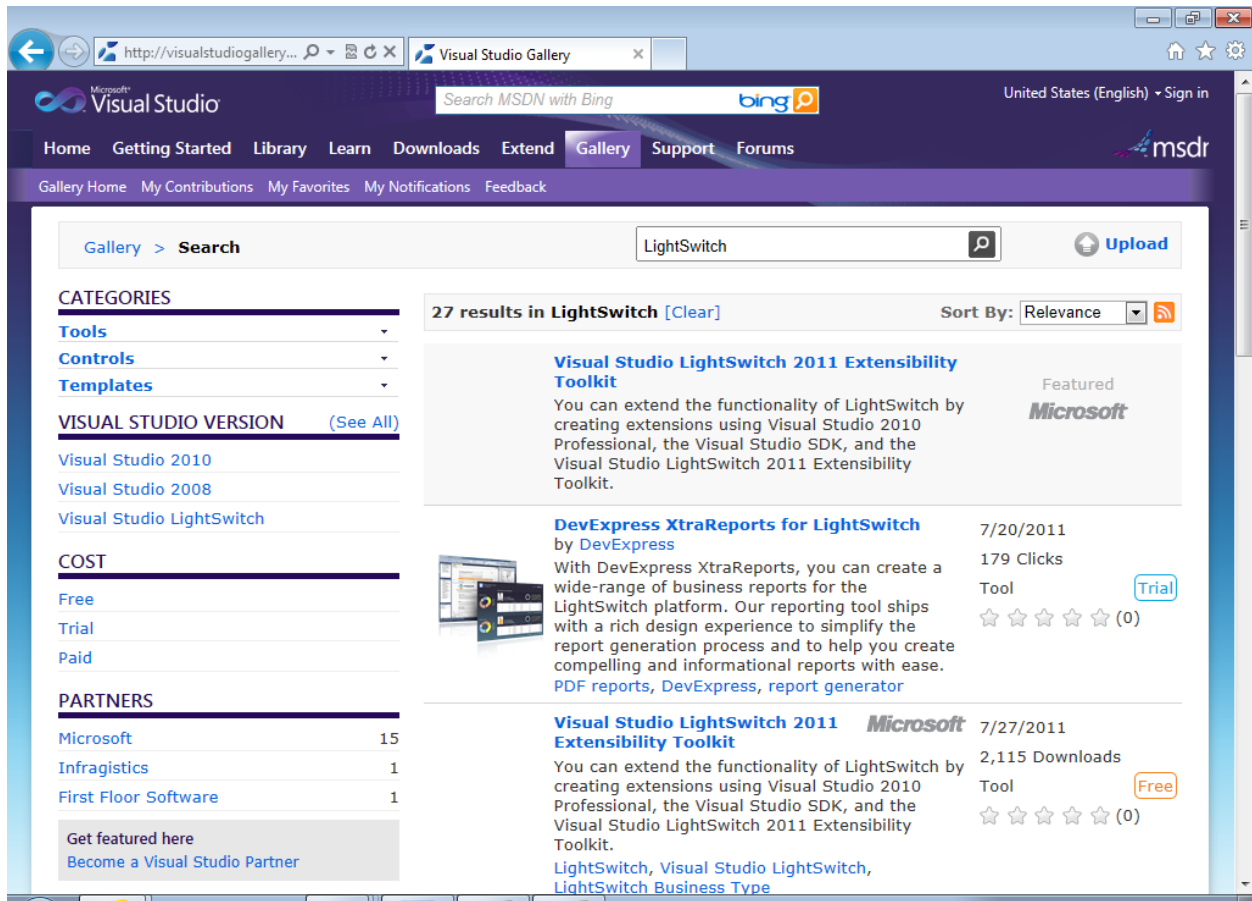 http://visualstudiogallery...
Visual Studio Gallery
Microsoft
Visual Studio
Search MSDN with Bing
bing
United States (English)
Sign in
Home Getting Started Library Learn Downloads Extend Gallery Support Forums
msdr
Gallery Home My Contributions My Favorites My Notifications Feedback
Gallery > Search
LightSwitch
Upload
CATEGORIES
Tools
Controls
Templates
VISUAL STUDIO VERSION (See All)
Visual Studio 2010
Visual Studio 2008
Visual Studio LightSwitch
COST
Free
Trial
Paid
PARTNERS
Microsoft 15
Infragistics 1
First Floor Software 1
Get featured here
Become a Visual Studio Partner
27 results in LightSwitch [Clear]
Sort By: Relevance
Visual Studio LightSwitch 2011 Extensibility
Toolkit
You can extend the functionality of LightSwitch by
creating extensions using Visual Studio 2010
Professional, the Visual Studio SDK, and the
Visual Studio LightSwitch 2011 Extensibility
Toolkit.
Featured
Microsoft
DevExpress XtraReports for LightSwitch
by DevExpress
With DevExpress XtraReports, you can create a
wide-range of business reports for the
LightSwitch platform. Our reporting tool ships
with a rich design experience to simplify the
report generation process and to help you create
compelling and informational reports with ease.
PDF reports, DevExpress, report generator
7/20/2011
179 Clicks
Tool Trial
(0)
Visual Studio LightSwitch 2011
Extensibility Toolkit
Microsoft
You can extend the functionality of LightSwitch by
creating extensions using Visual Studio 2010
Professional, the Visual Studio SDK, and the
Visual Studio LightSwitch 2011 Extensibility
Toolkit.
LightSwitch, Visual Studio LightSwitch,
LightSwitch Business Type
7/27/2011
2,115 Downloads
Tool Free
(0)